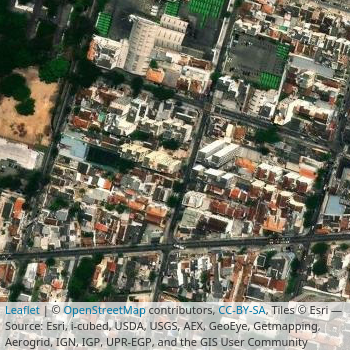 Leaflet | © OpenStreetMap contributors, CC-BY-SA, Tiles © Esri —
Source: Esri, i-cubed, USDA, USGS, AEX, GeoEye, Getmapping,
Aerogrid, IGN, IGP, UPR-EGP, and the GIS User Community